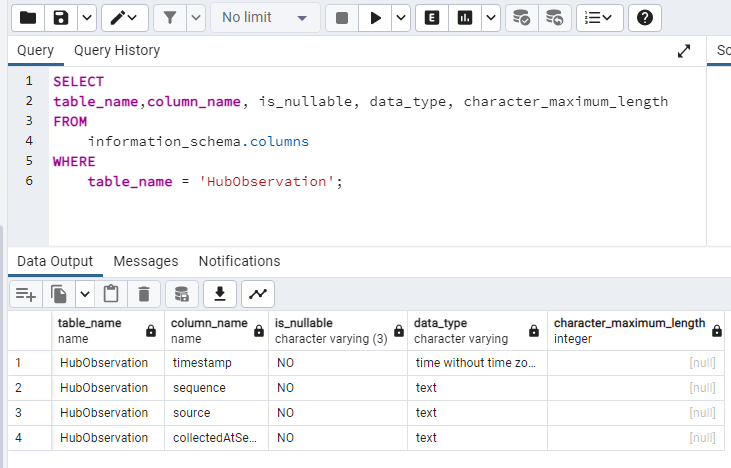 No limit
E
Query
Query History
Sc
1 SELECT
2 table_name,column_name, is_nullable, data_type, character_maximum_length
3 FROM
4 information_schema.columns
5 WHERE
6 table_name = 'HubObservation';
Data Output
Messages
Notifications
table_name column_name is_nullable data_type character_maximum_length
name name character varying (3) character varying integer
1 HubObservation timestamp NO time without time zo... [null]
2 HubObservation sequence NO text [null]
3 HubObservation source NO text [null]
4 HubObservation collectedAtSe... NO text [null]